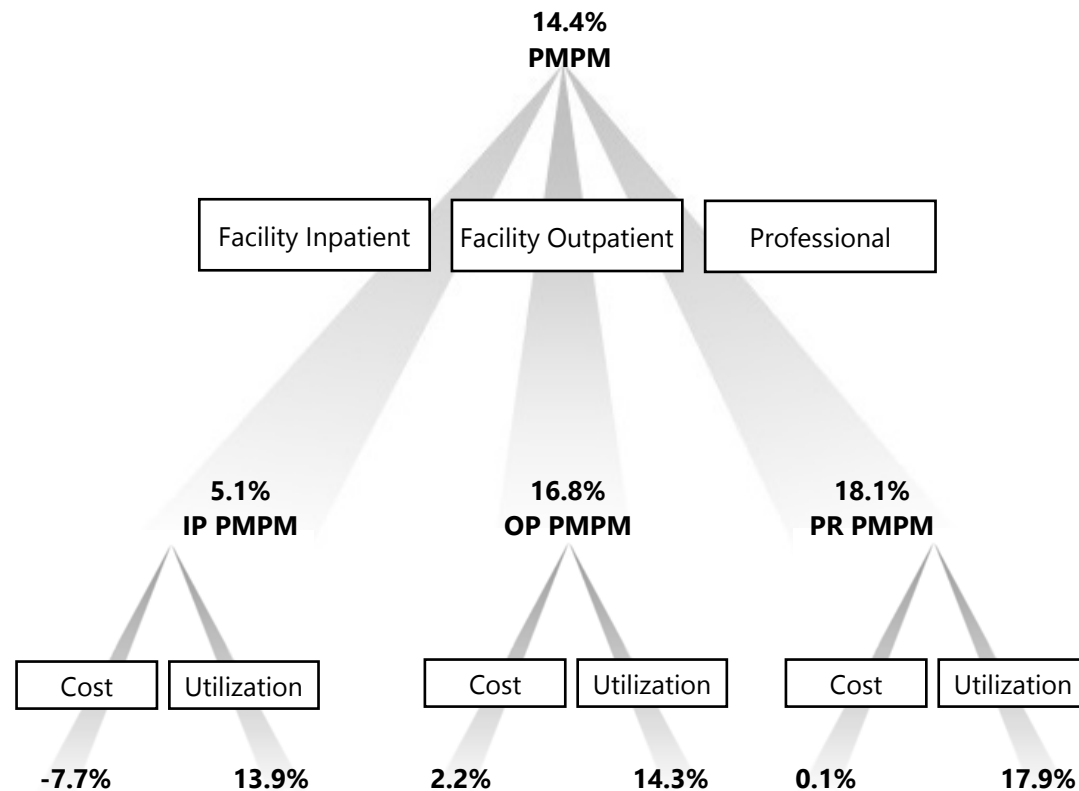 14.4%
PMPM
Facility Inpatient
Facility Outpatient
Professional
5.1%
IP PMPM
16.8%
OP PMPM
18.1%
PR PMPM
Cost
Utilization
Cost
Utilization
Cost
Utilization
-7.7%
13.9%
2.2%
14.3%
0.1%
17.9%